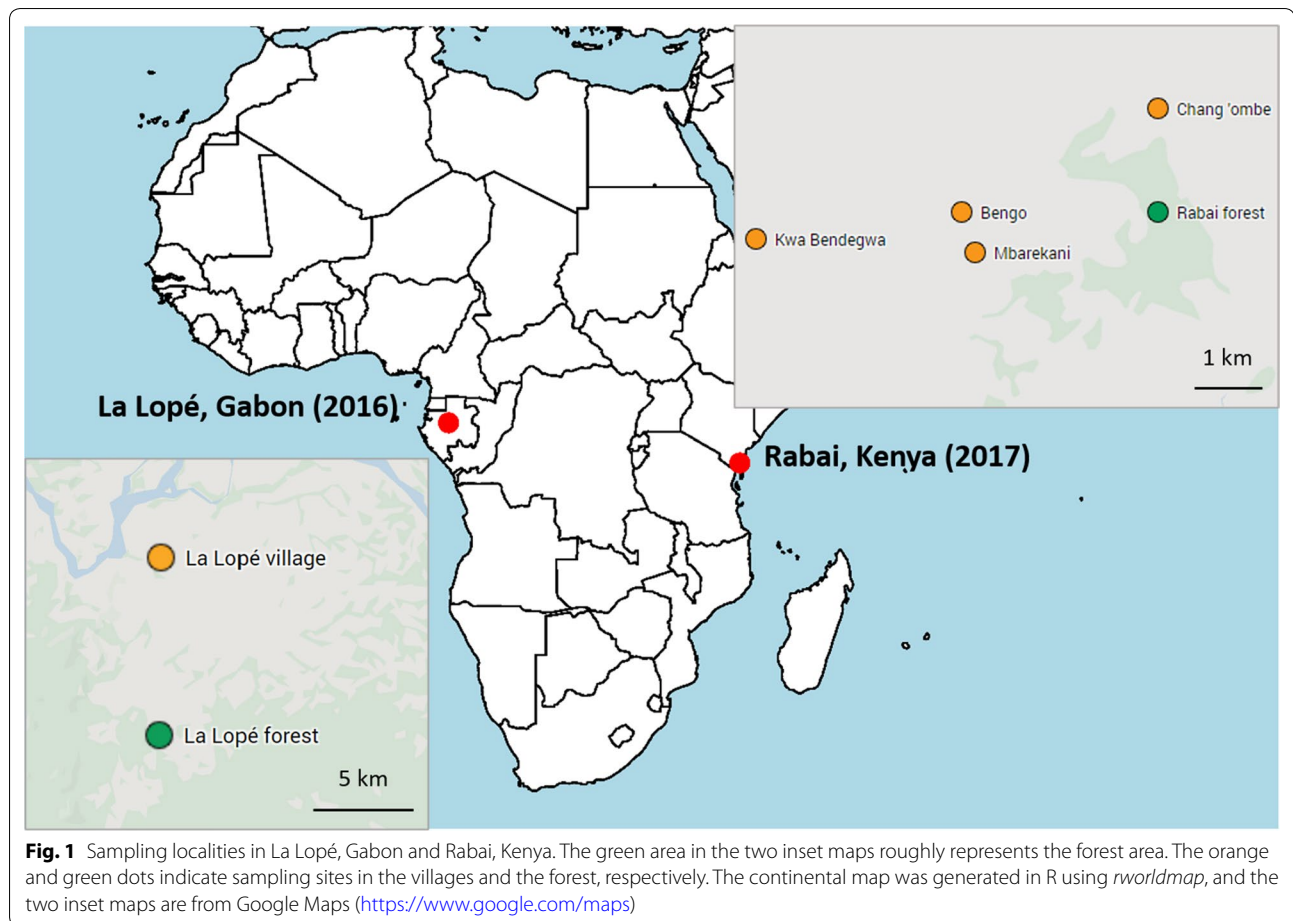 Chang 'ombe
Bengo
Rabai forest
Kwa Bendegwa
Mbarekani
1 km
La Lopé, Gabon (2016)
Rabai, Kenya (2017)
La Lopé village
La Lopé forest
5 km
Fig. 1 Sampling localities in La Lopé, Gabon and Rabai, Kenya. The green area in the two inset maps roughly represents the forest area. The orange
and green dots indicate sampling sites in the villages and the forest, respectively. The continental map was generated in R using rworldmap, and the
two inset maps are from Google Maps (https://www.google.com/maps)